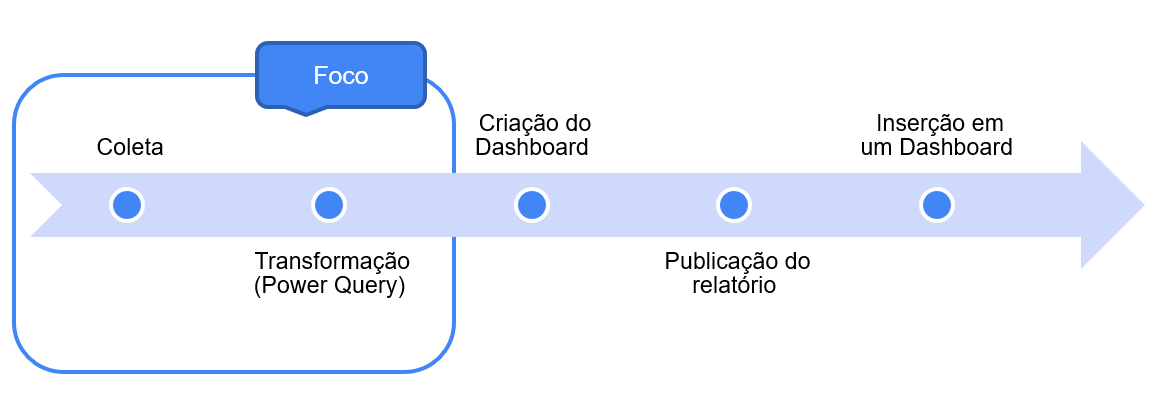 Foco
Coleta
Transformação
(Power Query)
Criação do
Dashboard
Publicação do
relatório
Inserção em
um Dashboard